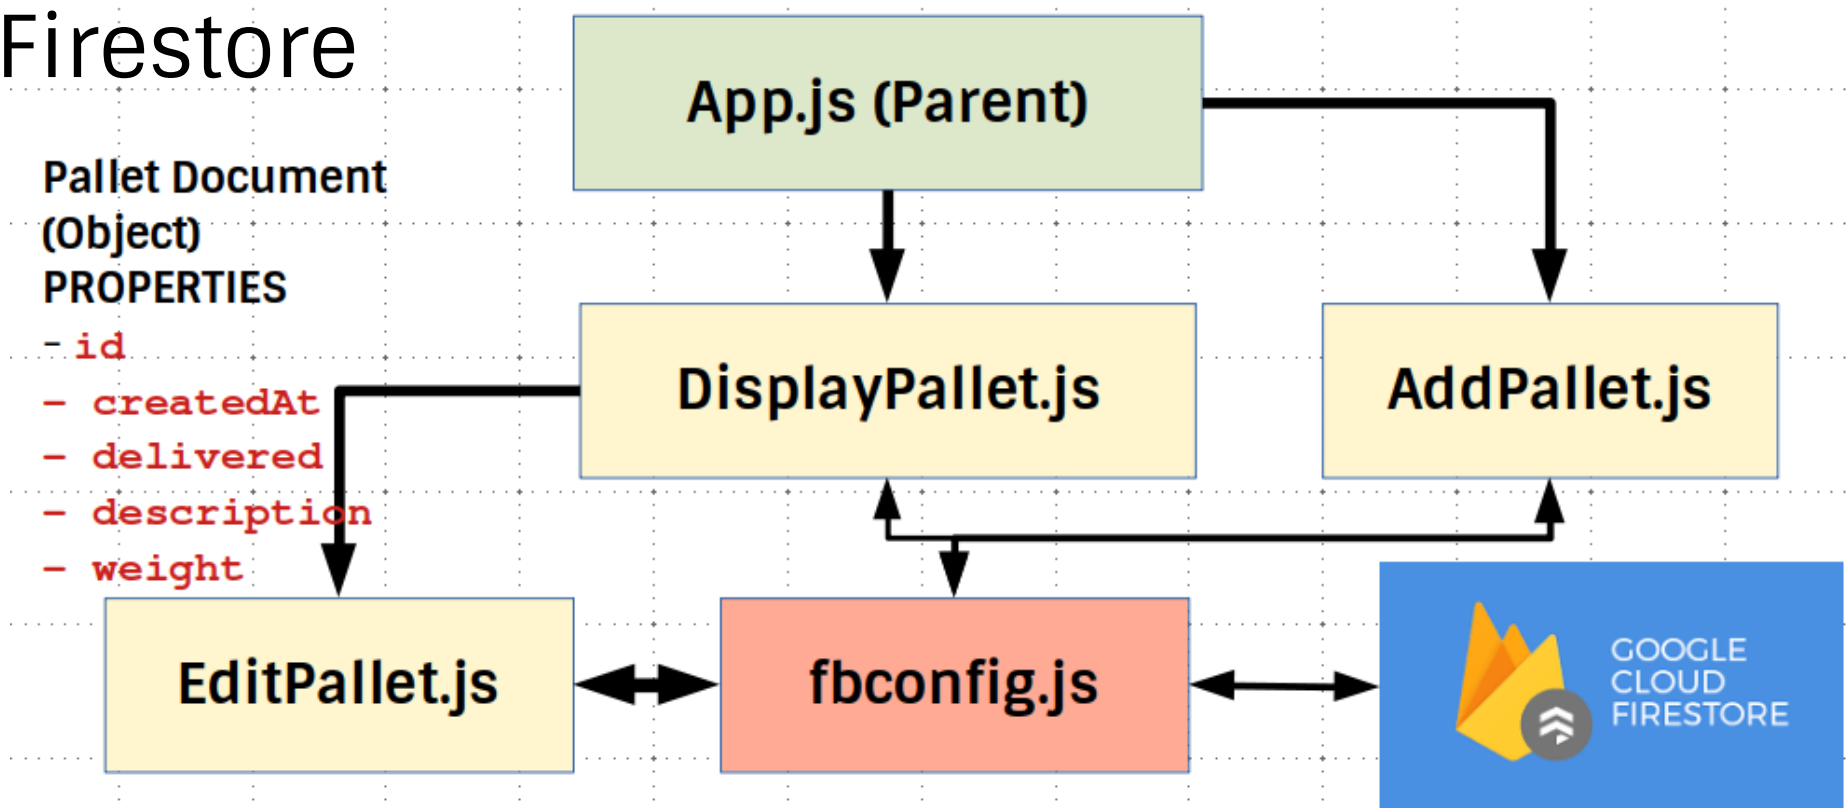 Firestore
App.js (Parent)
Pallet Document
(Object)
PROPERTIES
- id
- createdAt
- delivered
- description
- weight
DisplayPallet.js
AddPallet.js
EditPallet.js
fbconfig.js
GOOGLE
CLOUD
FIRESTORE